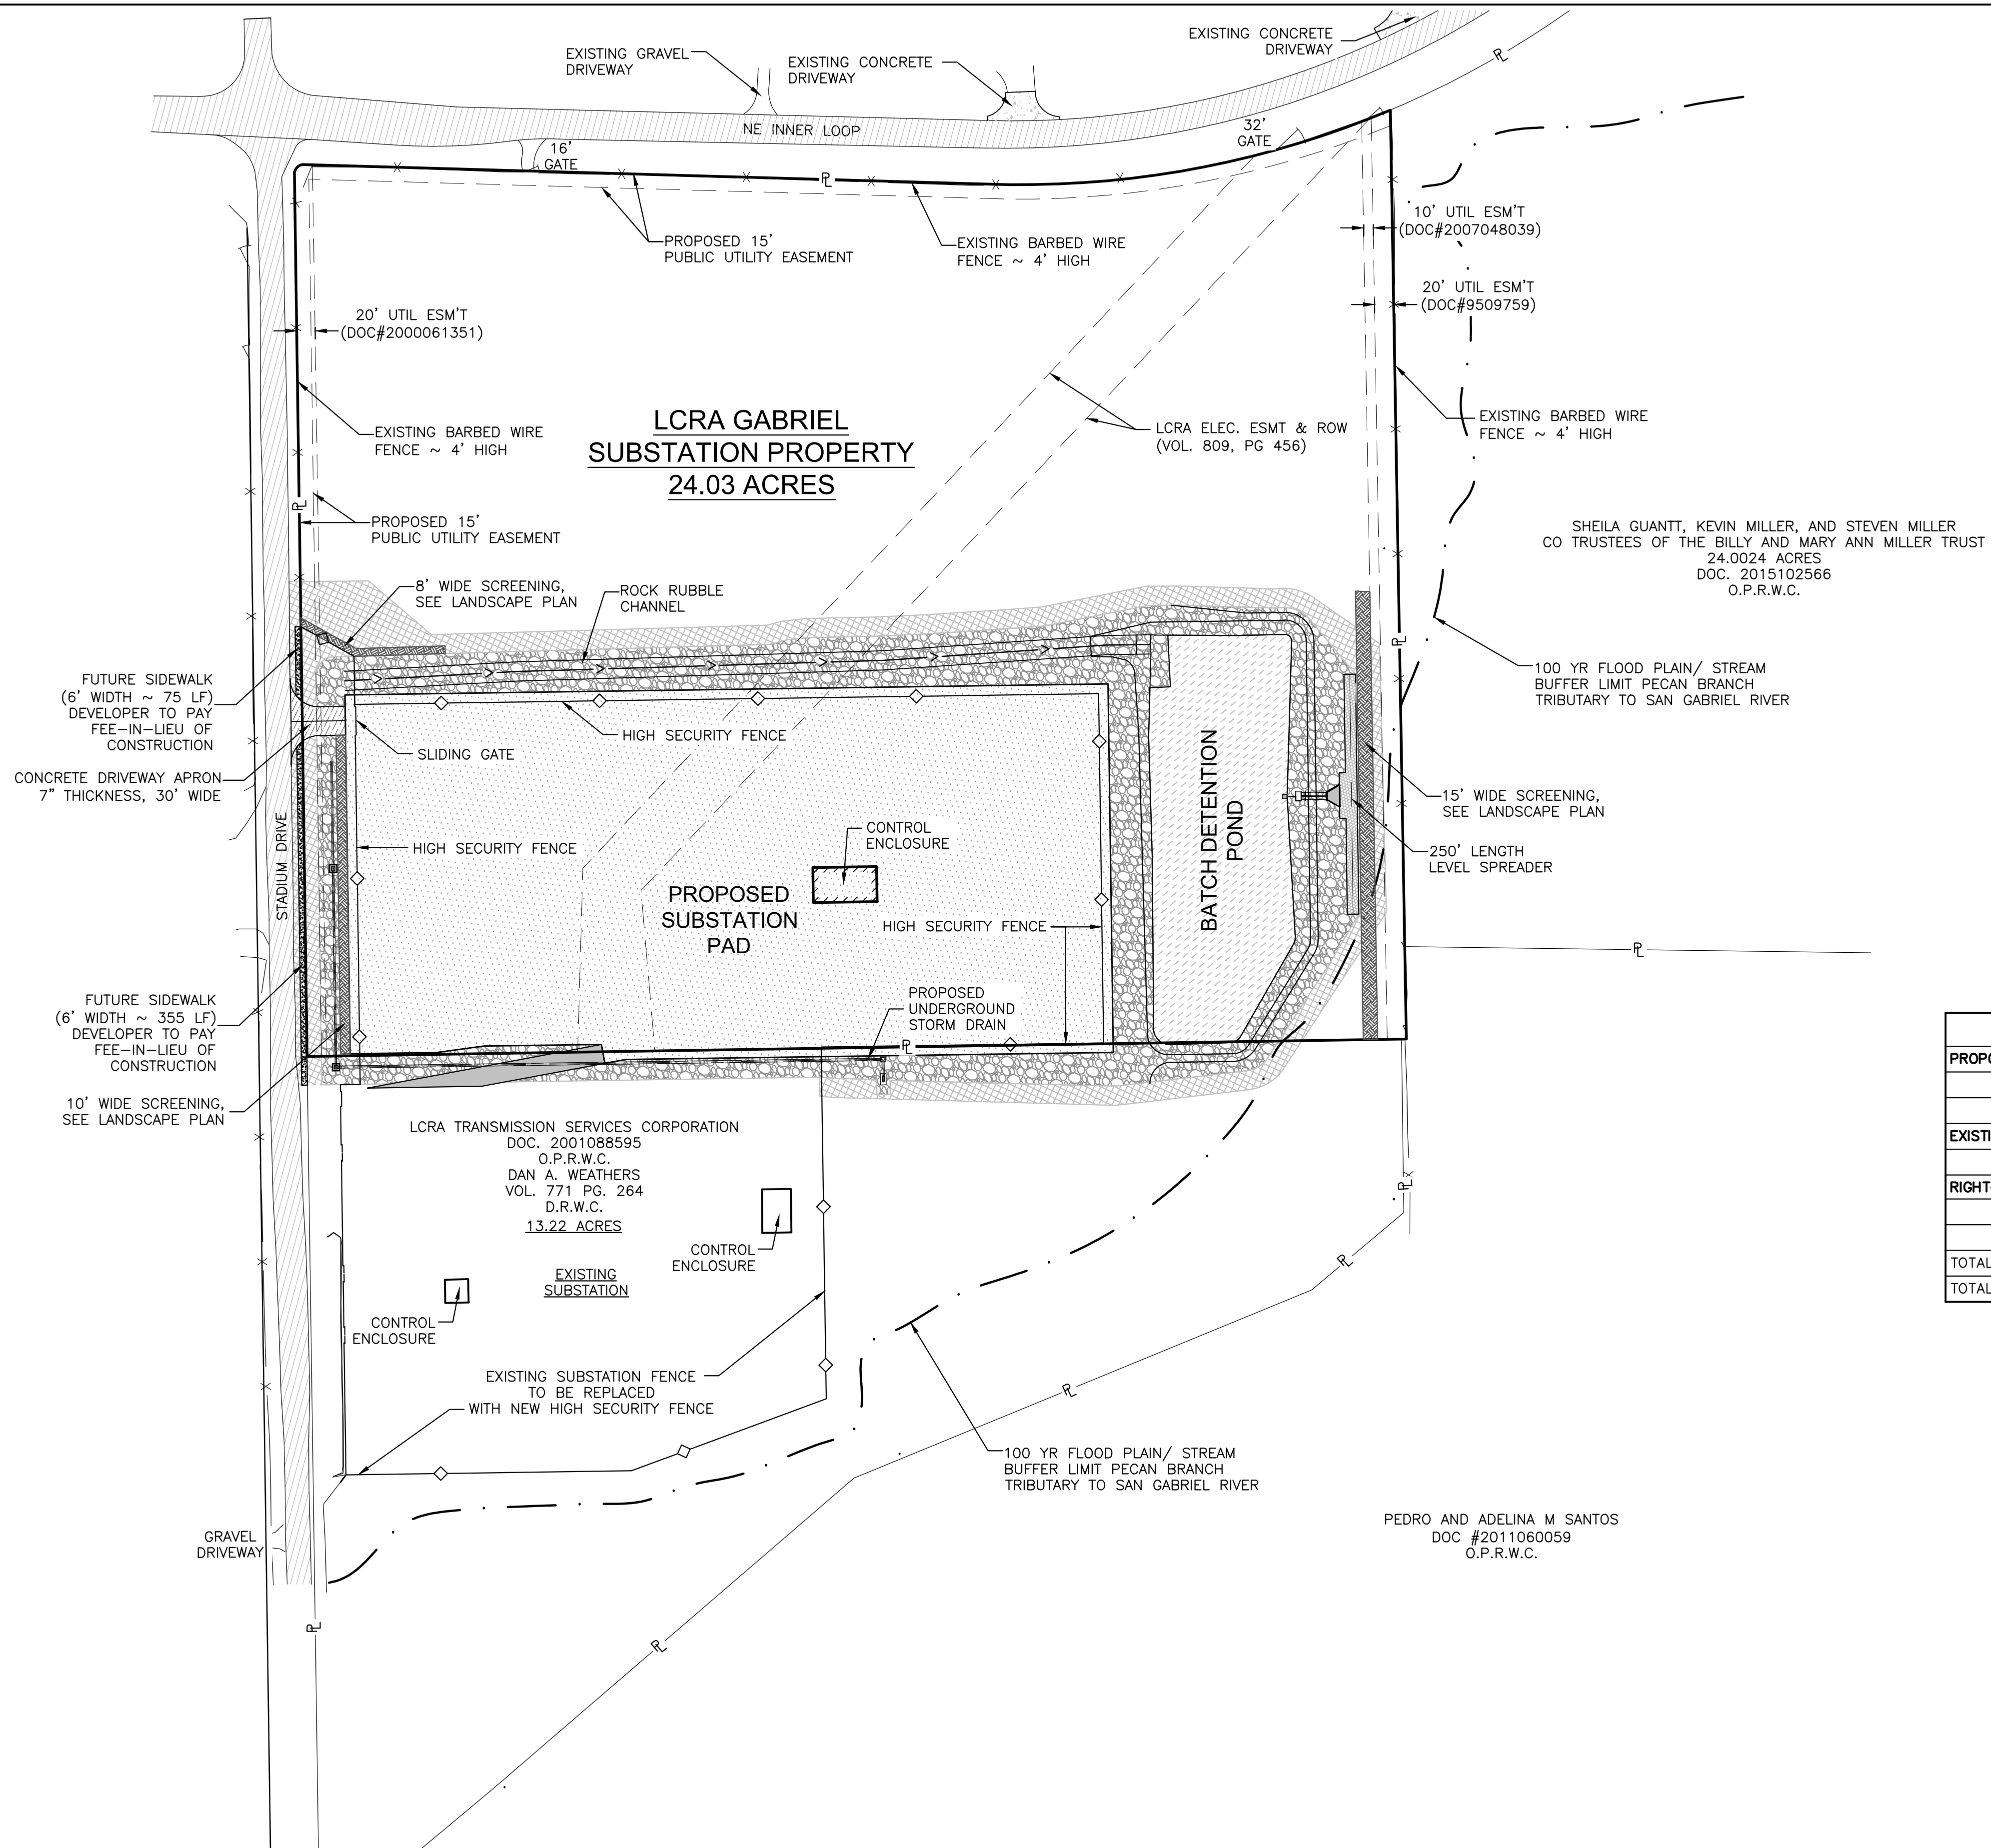 EXISTING CONCRETE
DRIVEWAY
EXISTING GRAVEL
DRIVEWAY
EXISTING CONCRETE
DRIVEWAY
NE INNER LOOP
16'
GATE
32'
GATE
PROPOSED 15'
PUBLIC UTILITY EASEMENT
EXISTING BARBED WIRE
FENCE ~ 4' HIGH
10' UTIL ESM'T
(DOC#2007048039)
20' UTIL ESM'T
(DOC#9509759)
20' UTIL ESM'T
(DOC#2000061351)
EXISTING BARBED WIRE
FENCE ~ 4' HIGH
LCRA GABRIEL
SUBSTATION PROPERTY
24.03 ACRES
LCRA ELEC. ESMT & ROW
(VOL. 809, PG 456)
EXISTING BARBED WIRE
FENCE ~ 4' HIGH
PROPOSED 15'
PUBLIC UTILITY EASEMENT
SHEILA GUANTT, KEVIN MILLER, AND STEVEN MILLER
CO TRUSTEES OF THE BILLY AND MARY ANN MILLER TRUST
24.0024 ACRES
DOC. 2015102566
O.P.R.W.C.
8' WIDE SCREENING,
SEE LANDSCAPE PLAN
ROCK RUBBLE
CHANNEL
FUTURE SIDEWALK
(6' WIDTH ~ 75 LF)
DEVELOPER TO PAY
FEE-IN-LIEU OF
CONSTRUCTION
100 YR FLOOD PLAIN/ STREAM
BUFFER LIMIT PECAN BRANCH
TRIBUTARY TO SAN GABRIEL RIVER
HIGH SECURITY FENCE
SLIDING GATE
CONCRETE DRIVEWAY APRON
7" THICKNESS, 30' WIDE
STADIUM DRIVE
HIGH SECURITY FENCE
CONTROL
ENCLOSURE
BATCH DETENTION
POND
15' WIDE SCREENING,
SEE LANDSCAPE PLAN
250' LENGTH
LEVEL SPREADER
PROPOSED
SUBSTATION
PAD
HIGH SECURITY FENCE
PROPOSED
UNDERGROUND
STORM DRAIN
FUTURE SIDEWALK
(6' WIDTH ~ 355 LF)
DEVELOPER TO PAY
FEE-IN-LIEU OF
CONSTRUCTION
10' WIDE SCREENING,
SEE LANDSCAPE PLAN
LCRA TRANSMISSION SERVICES CORPORATION
DOC. 2001088595
O.P.R.W.C.
DAN A. WEATHERS
VOL. 771 PG. 264
D.R.W.C.
13.22 ACRES
CONTROL
ENCLOSURE
EXISTING
SUBSTATION
CONTROL
ENCLOSURE
EXISTING SUBSTATION FENCE
TO BE REPLACED
WITH NEW HIGH SECURITY FENCE
100 YR FLOOD PLAIN/ STREAM
BUFFER LIMIT PECAN BRANCH
TRIBUTARY TO SAN GABRIEL RIVER
GRAVEL
DRIVEWAY
PEDRO AND ADELINA M SANTOS
DOC #2011060059
O.P.R.W.C.
TOTAL
TOTAL